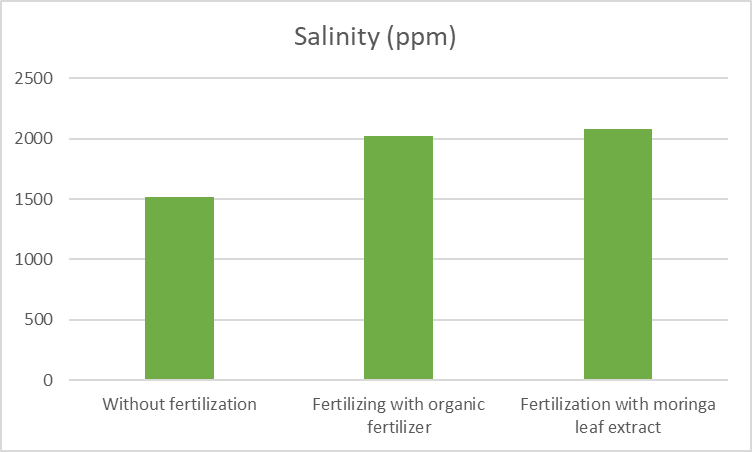 Salinity (ppm)
2500
2000
1500
1000
500
0
Without fertilization
Fertilizing with organic
fertilizer
Fertilization with moringa
leaf extract